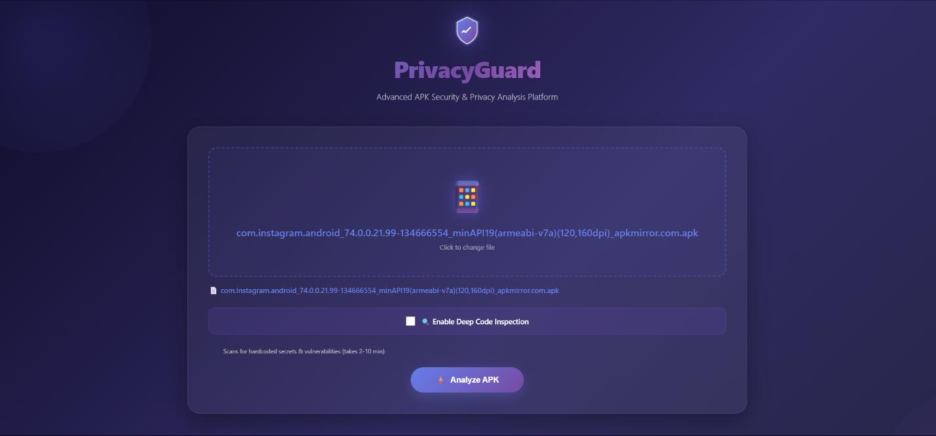 PrivacyGuard
Advanced APK Security & Privacy Analysis Platform
com.instagram.android_74.0.0.21.99-134666554_minAPI19(armeabi-v7a)(120,160dpi)_apkmirror.com.apk
Click to change file
com.instagram.android_74.0.0.21.99-134666554_minAPI19(armeabi-v7a)(120,160dpi)_apkmirror.com.apk
Enable Deep Code Inspection
Scans for hardcoded secrets & vulnerabilities (takes 2-10 min)
Analyze APK